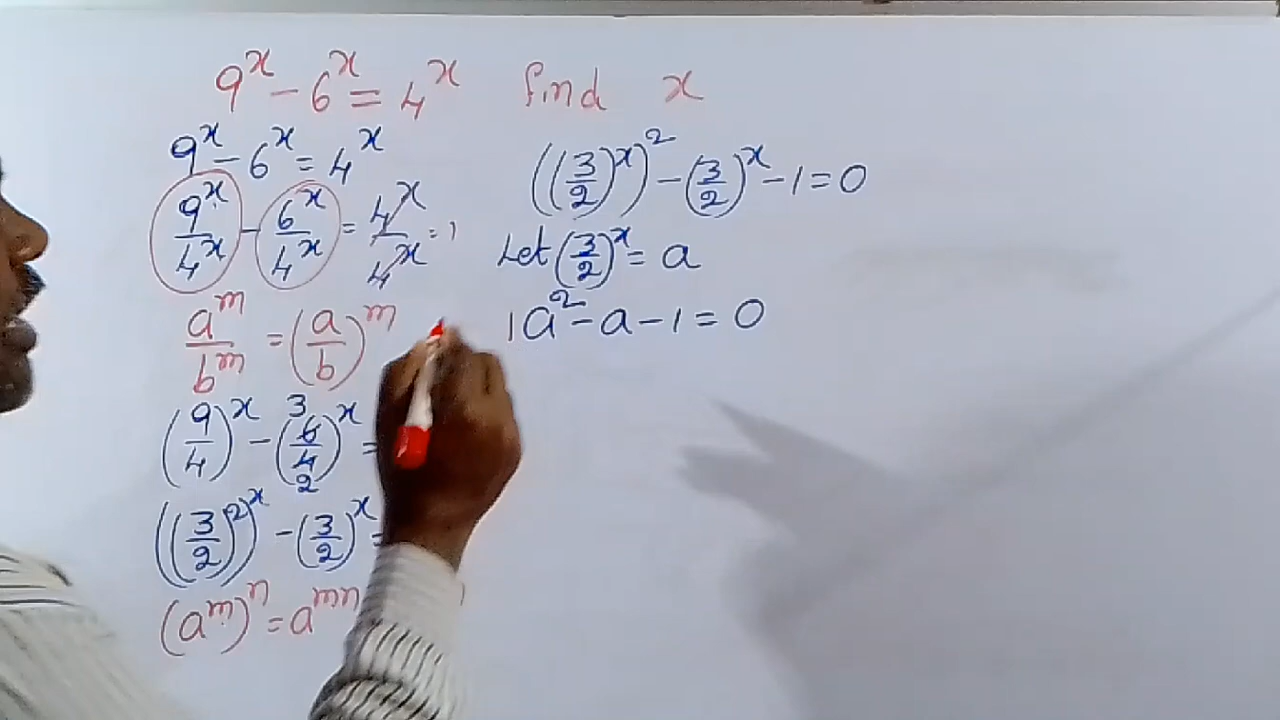 9^x - 6^x = 4^x find x
9^x - 6^x = 4^x
9^x/4^x - 6^x/4^x = 4^x/4^x = 1
a^m/b^m = (a/b)^m
(9/4)^x - (6/4)^x =
3
2
((3/2)^2)^x - (3/2)^x =
(a^m)^n = a^mn
((3/2)^x)^2 - (3/2)^x - 1 = 0
Let (3/2)^x = a
1a^2 - a - 1 = 0